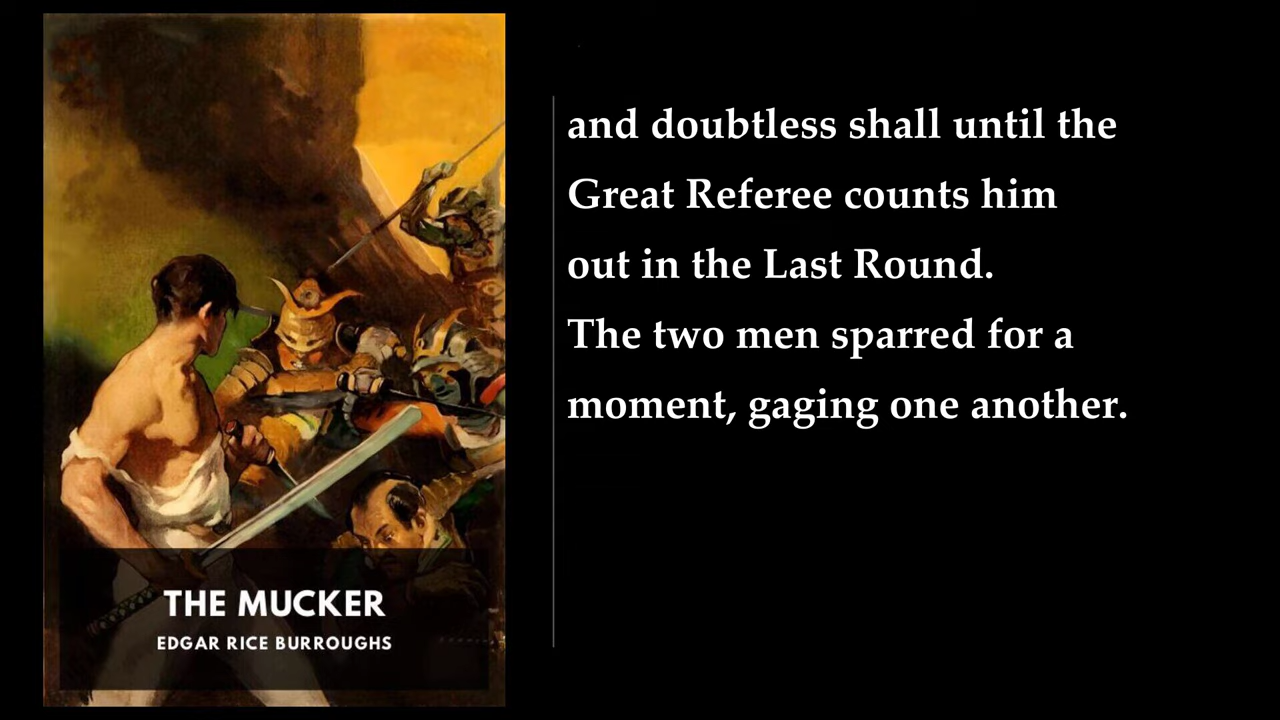 THE MUCKER
EDGAR RICE BURROUGHS
and doubtless shall until the
Great Referee counts him
out in the Last Round.
The two men sparred for a
moment, gaging one another.